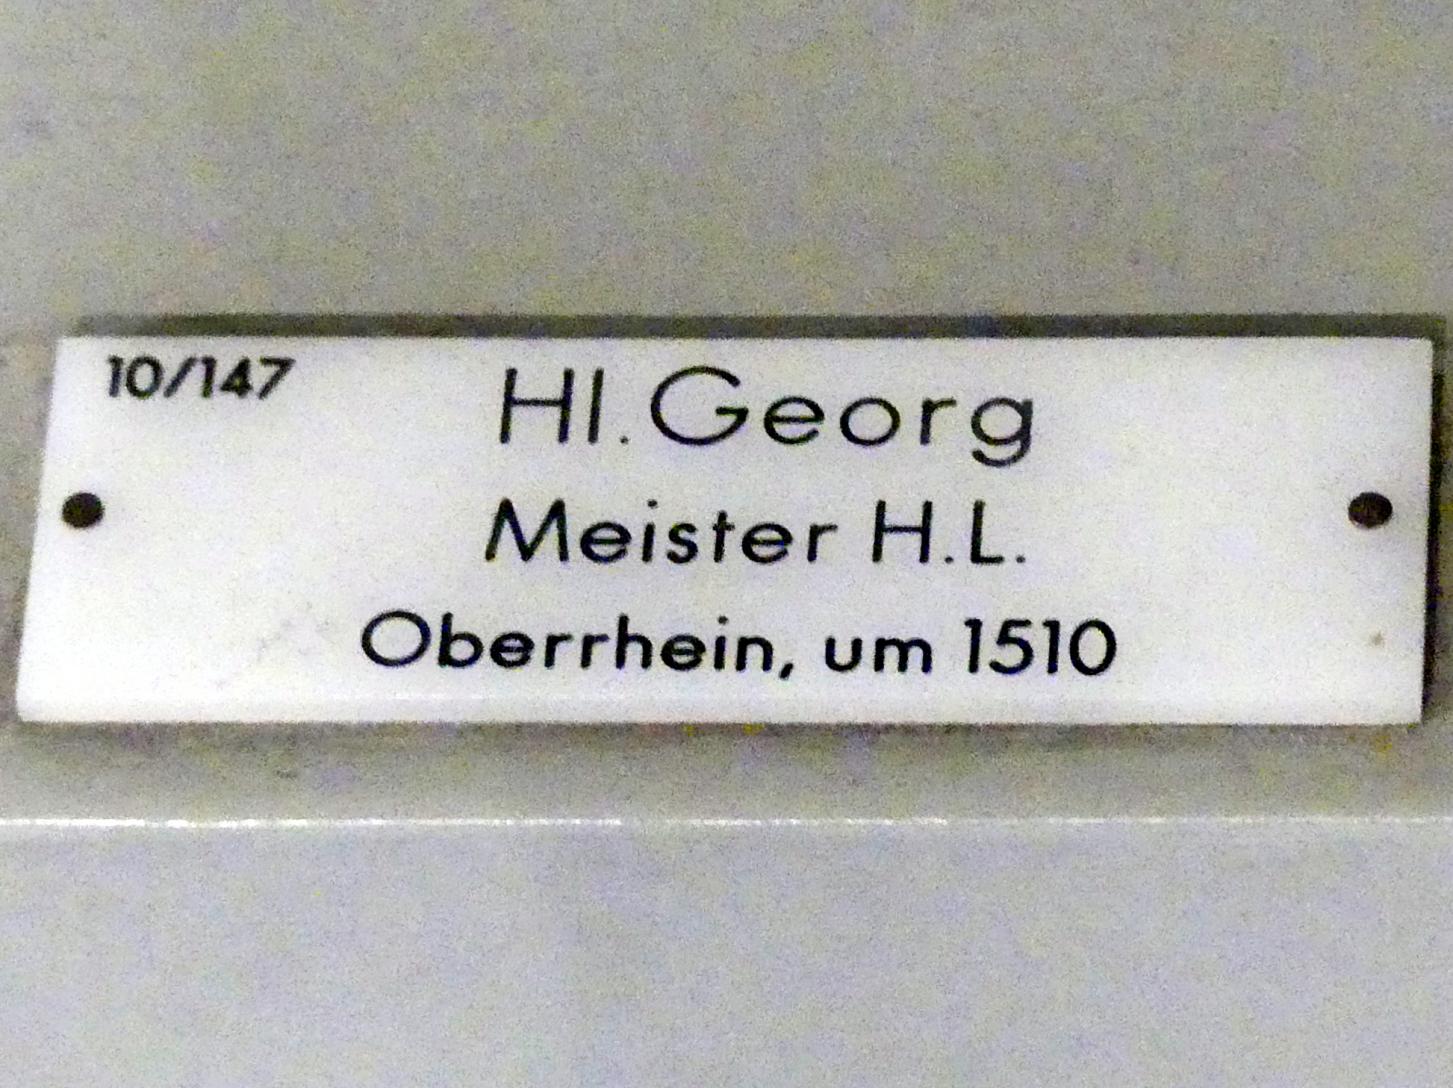 10/147
Hl. Georg
Meister H.L.
Oberrhein, um 1510